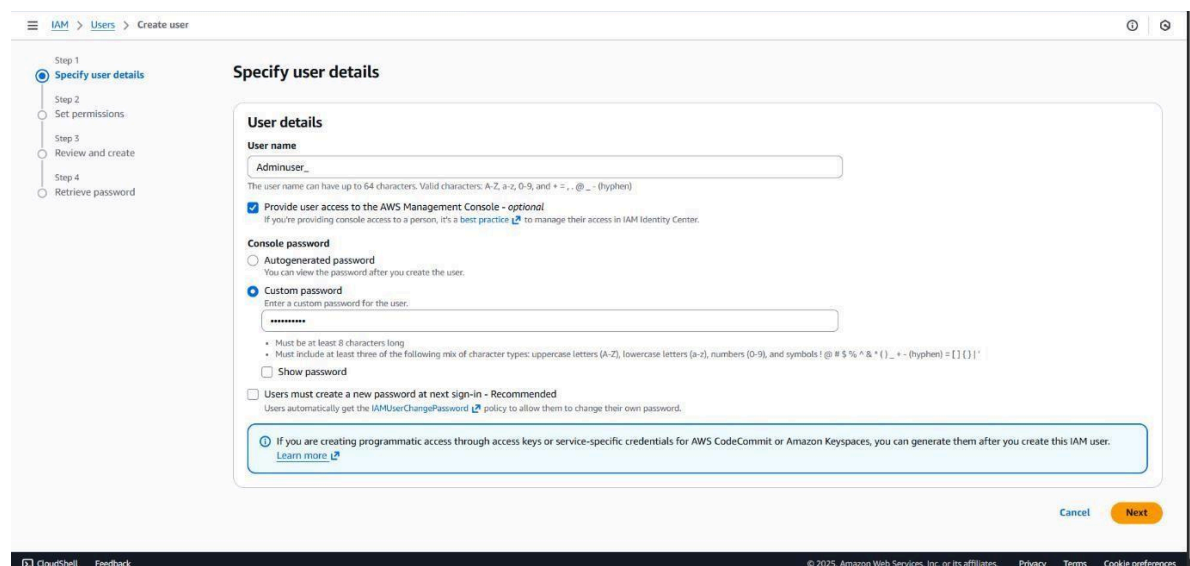 IAM > Users > Create user
Step 1
Specify user details
Step 2
Set permissions
Step 3
Review and create
Step 4
Retrieve password
Specify user details
User details
User name
Adminuser_
The user name can have up to 64 characters. Valid characters: A-Z, a-z, 0-9, and + = , . @ _ - (hyphen)
Provide user access to the AWS Management Console - optional
If you're providing console access to a person, it's a best practice to manage their access in IAM Identity Center.
Console password
Autogenerated password
You can view the password after you create the user.
Custom password
Enter a custom password for the user.
••••••••••
• Must be at least 8 characters long
• Must include at least three of the following mix of character types: uppercase letters (A-Z), lowercase letters (a-z), numbers (0-9), and symbols ! @ # $ % ^ & * ( ) _ + - (hyphen) = [ ] { } | '
Show password
Users must create a new password at next sign-in - Recommended
Users automatically get the IAMUserChangePassword policy to allow them to change their own password.
If you are creating programmatic access through access keys or service-specific credentials for AWS CodeCommit or Amazon Keyspaces, you can generate them after you create this IAM user.
Learn more
Cancel
Next
CloudShell Feedback © 2025, Amazon Web Services, Inc. or its affiliates. Privacy Terms Cookie preferences